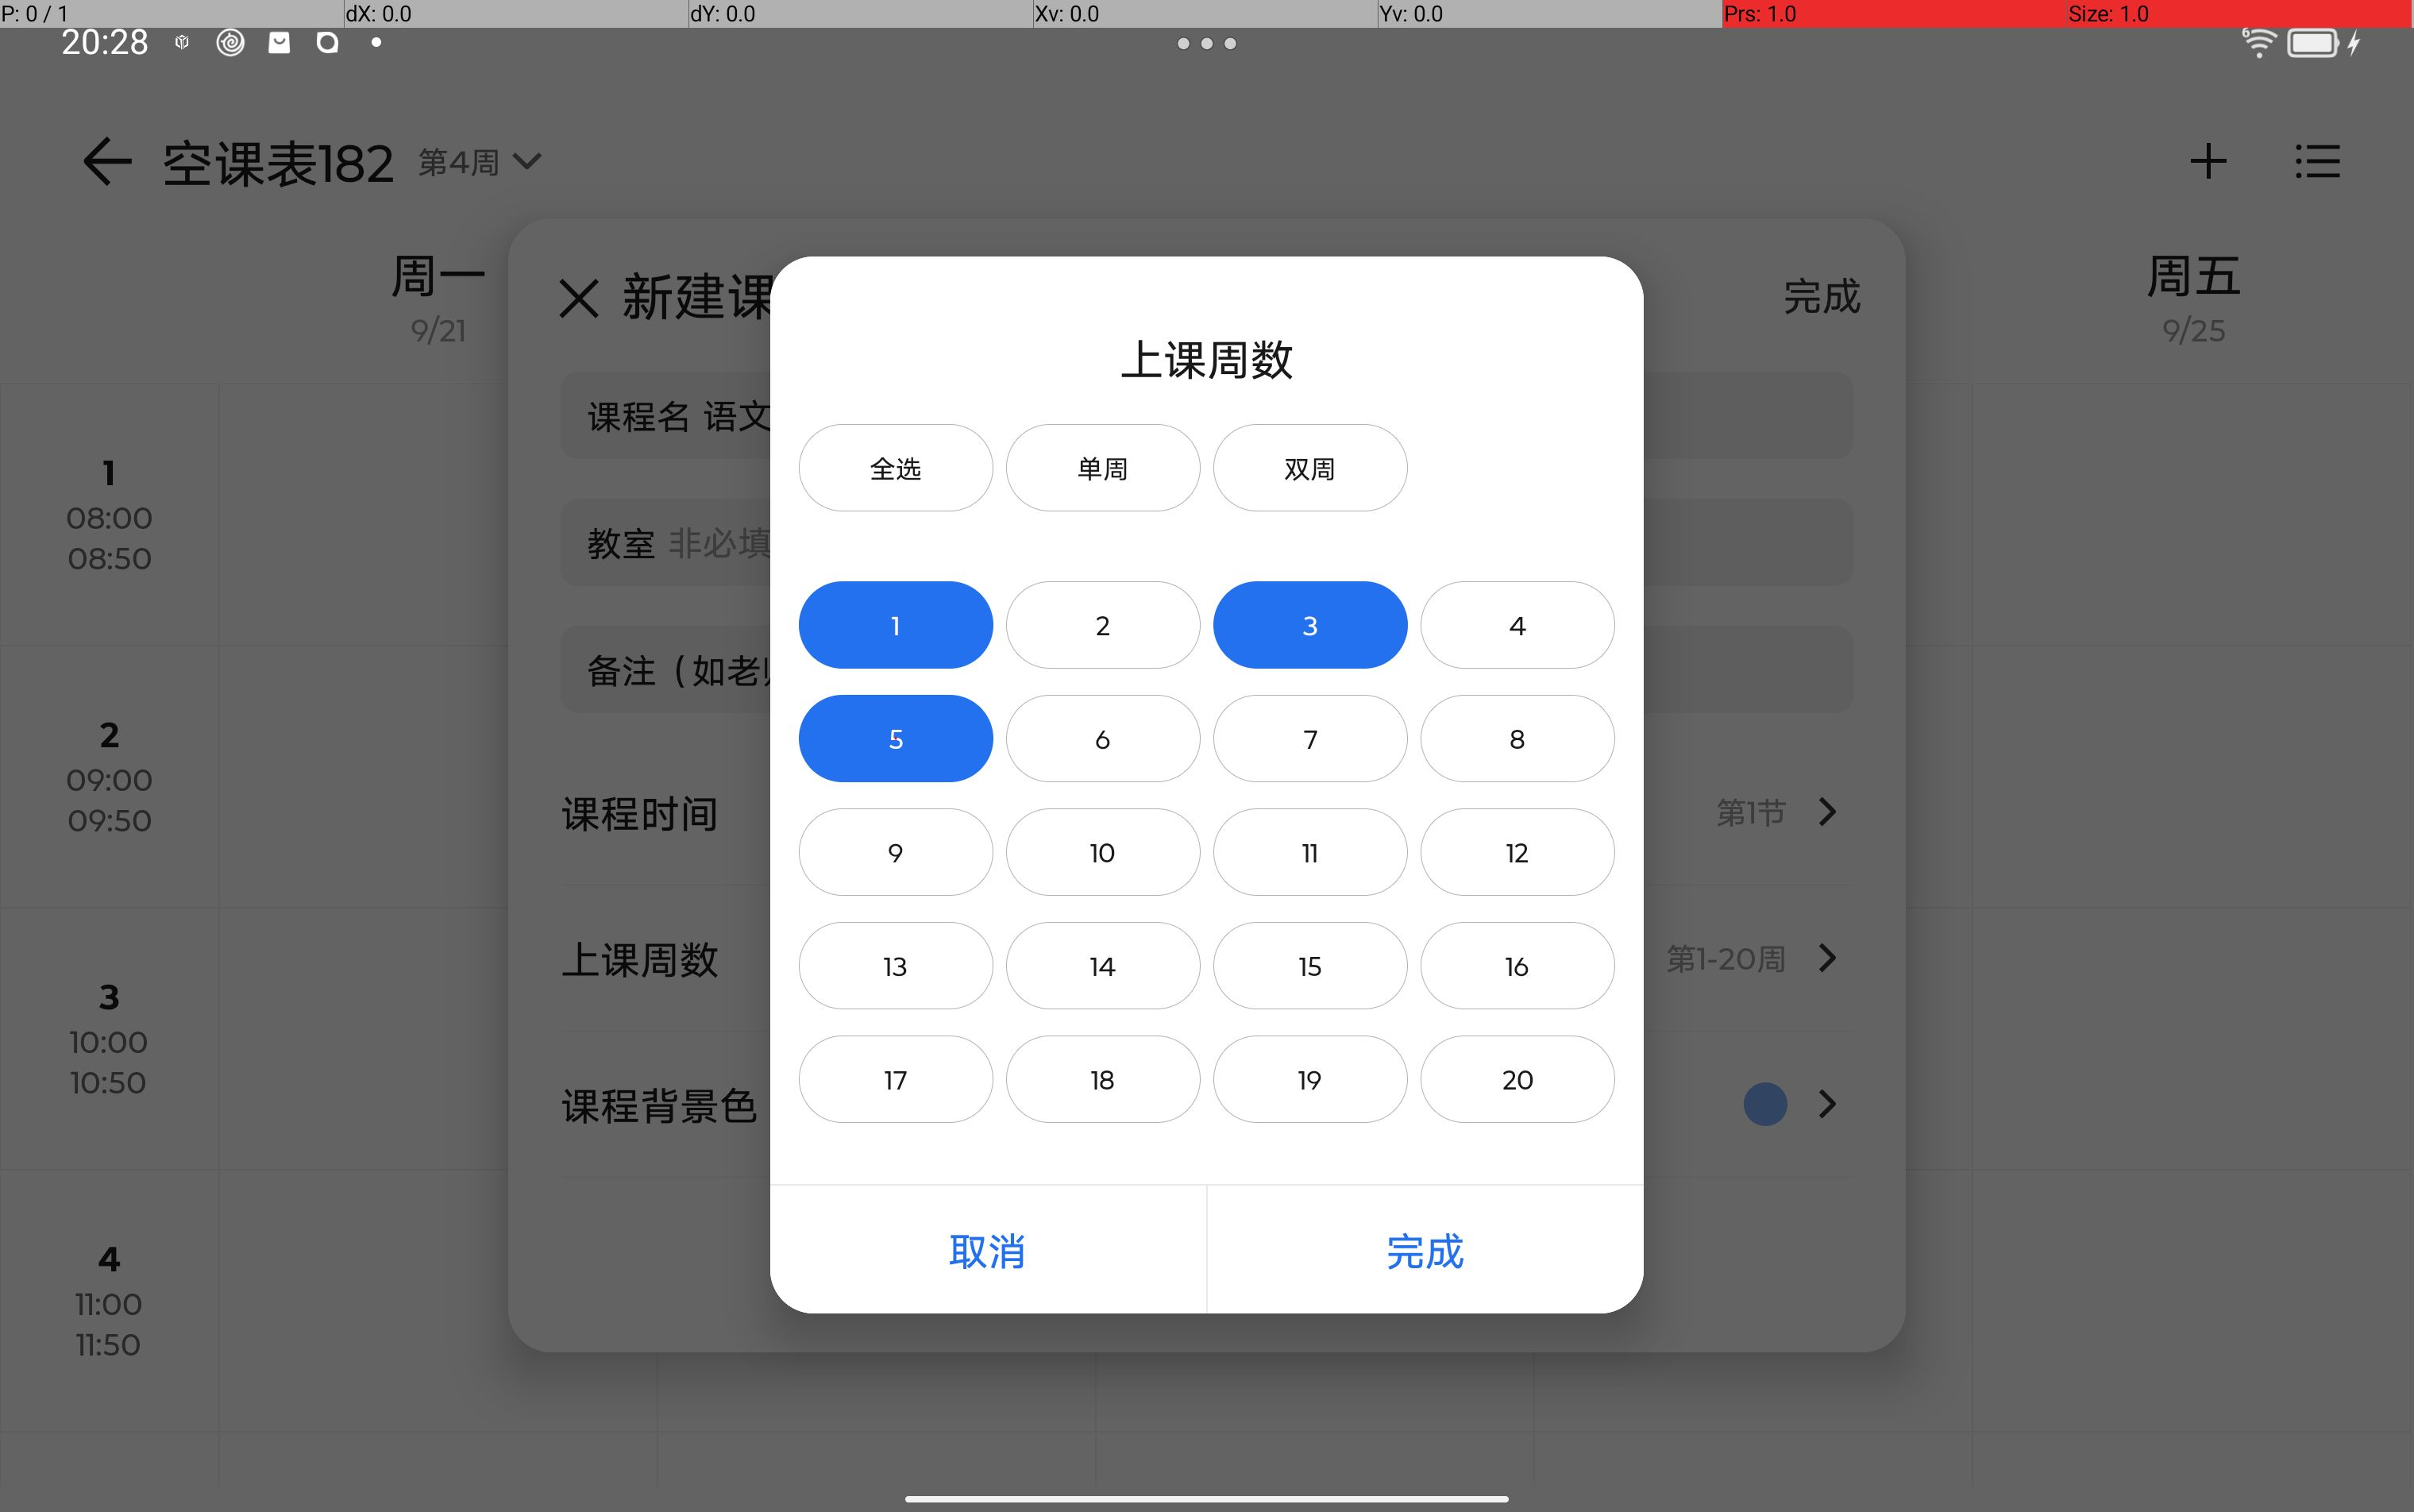 P: 0 / 1 dX: 0.0 dY: 0.0 Xv: 0.0 Yv: 0.0 Prs: 1.0 Size: 1.0
20:28
6
空课表182 第4周
周一
9/21
周五
9/25
1
08:00
08:50
2
09:00
09:50
3
10:00
10:50
4
11:00
11:50
新建课
完成
课程名 语文
教室 非必填
备注（如老
课程时间
第1节
上课周数
第1-20周
课程背景色
上课周数
全选 单周 双周
1 2 3 4
5 6 7 8
9 10 11 12
13 14 15 16
17 18 19 20
取消 完成